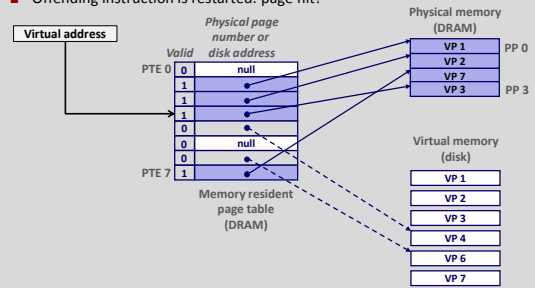 Offending instruction is restarted: page hit!
Virtual address
Physical page
number or
disk address
Valid
PTE 0
0
null
1
1
1
0
0
null
0
PTE 7
1
Memory resident
page table
(DRAM)
Physical memory
(DRAM)
VP 1
PP 0
VP 2
VP 7
VP 3
PP 3
Virtual memory
(disk)
VP 1
VP 2
VP 3
VP 4
VP 6
VP 7